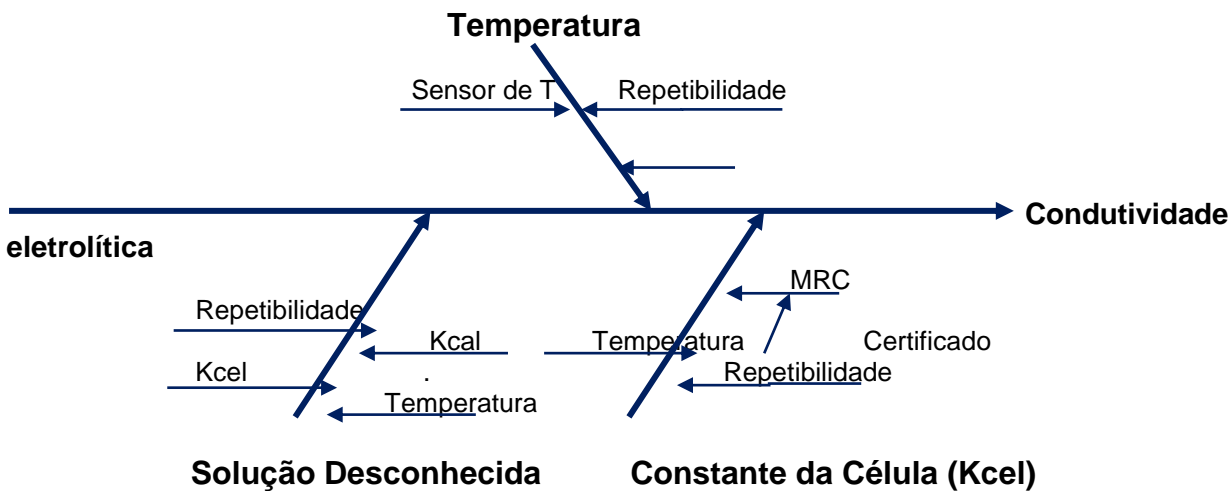 Temperatura
Sensor de T
Repetibilidade
Condutividade
eletrolítica
MRC
Repetibilidade
Kcal
Temperatura
Certificado
Kcel
.
Repetibilidade
Temperatura
Solução Desconhecida
Constante da Célula (Kcel)